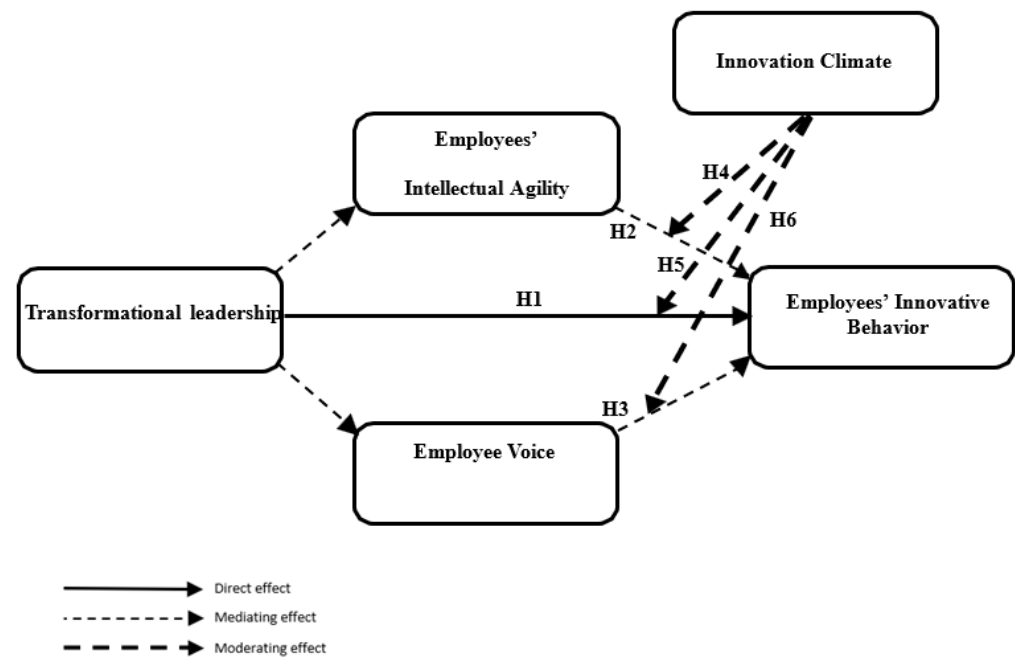 Innovation Climate
Employees’
Intellectual Agility
H4
H6
H2
H5
H1
Transformational leadership
Employees’ Innovative
Behavior
H3
Employee Voice
Direct effect
Mediating effect
Moderating effect